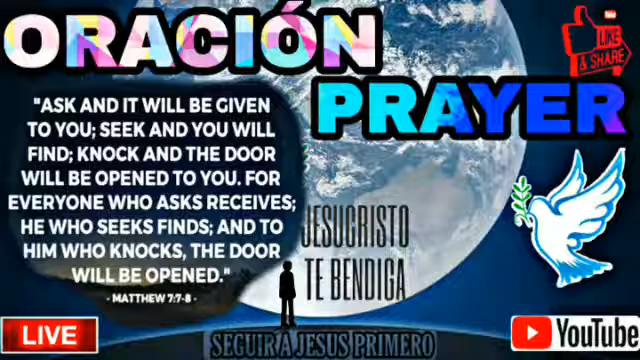 ORACIÓN
PRAYER
LIKE
& SHARE
"ASK AND IT WILL BE GIVEN
TO YOU; SEEK AND YOU WILL
FIND; KNOCK AND THE DOOR
WILL BE OPENED TO YOU. FOR
EVERYONE WHO ASKS RECEIVES;
HE WHO SEEKS FINDS; AND TO
HIM WHO KNOCKS, THE DOOR
WILL BE OPENED."
- MATTHEW 7:7-8 -
JESUCRISTO
TE BENDIGA
LIVE
SEGUIR A JESUS PRIMERO
YouTube